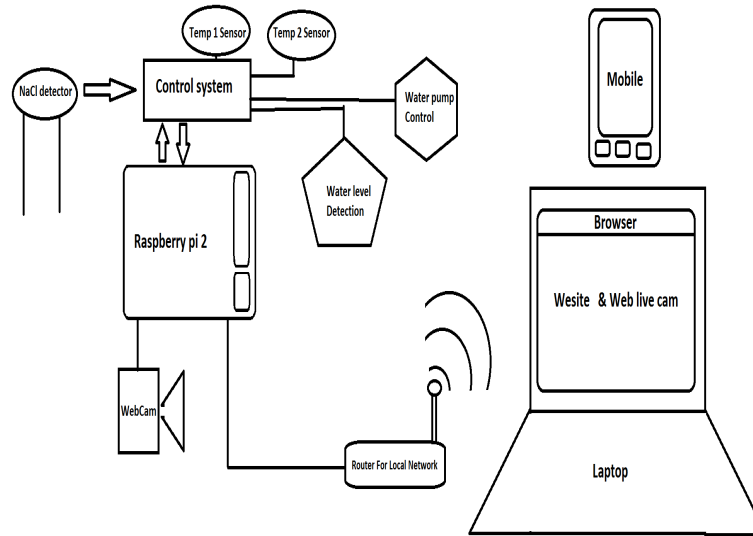 Temp 1 Sensor
Temp 2 Sensor
NaCl detector
Control system
Water pump
Control
Mobile
Water level
Detection
Raspberry pi 2
Browser
Wesite & Web live cam
WebCam
Router For Local Network
Laptop